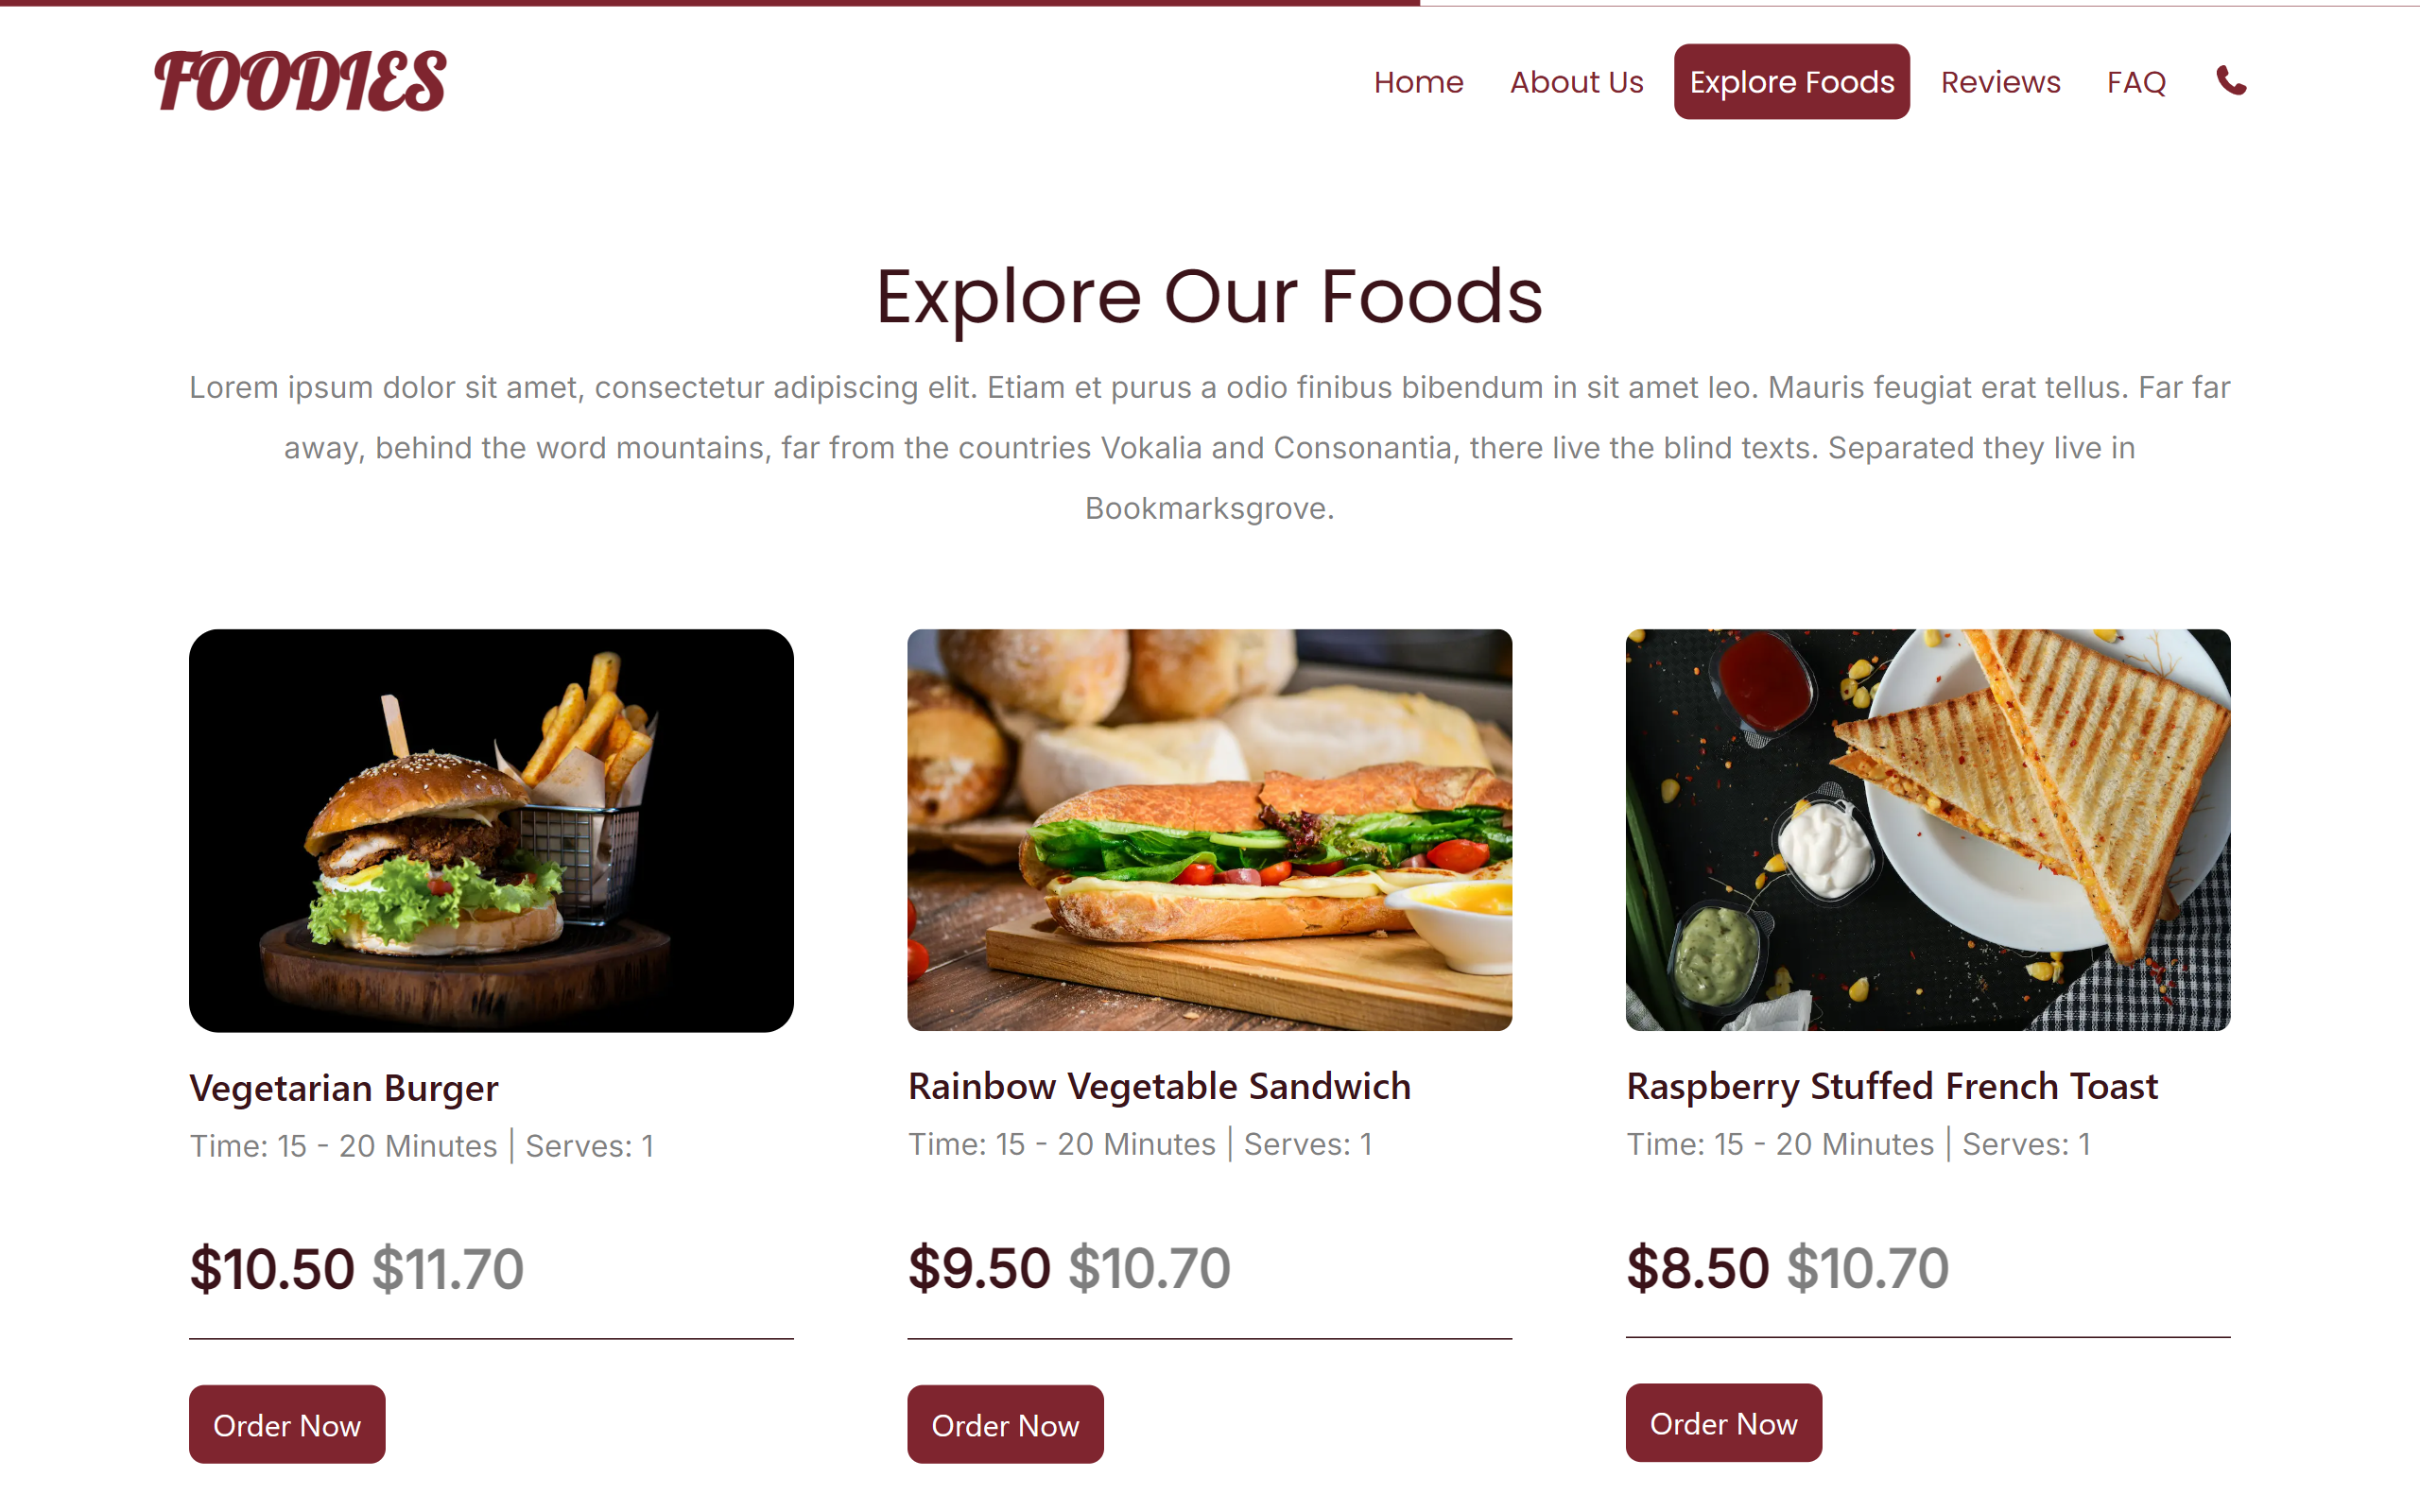 FOODIES
Home About Us Explore Foods Reviews FAQ
Explore Our Foods
Lorem ipsum dolor sit amet, consectetur adipiscing elit. Etiam et purus a odio finibus bibendum in sit amet leo. Mauris feugiat erat tellus. Far far
away, behind the word mountains, far from the countries Vokalia and Consonantia, there live the blind texts. Separated they live in
Bookmarksgrove.
Vegetarian Burger
Time: 15 - 20 Minutes | Serves: 1
$10.50 $11.70
Order Now
Rainbow Vegetable Sandwich
Time: 15 - 20 Minutes | Serves: 1
$9.50 $10.70
Order Now
Raspberry Stuffed French Toast
Time: 15 - 20 Minutes | Serves: 1
$8.50 $10.70
Order Now